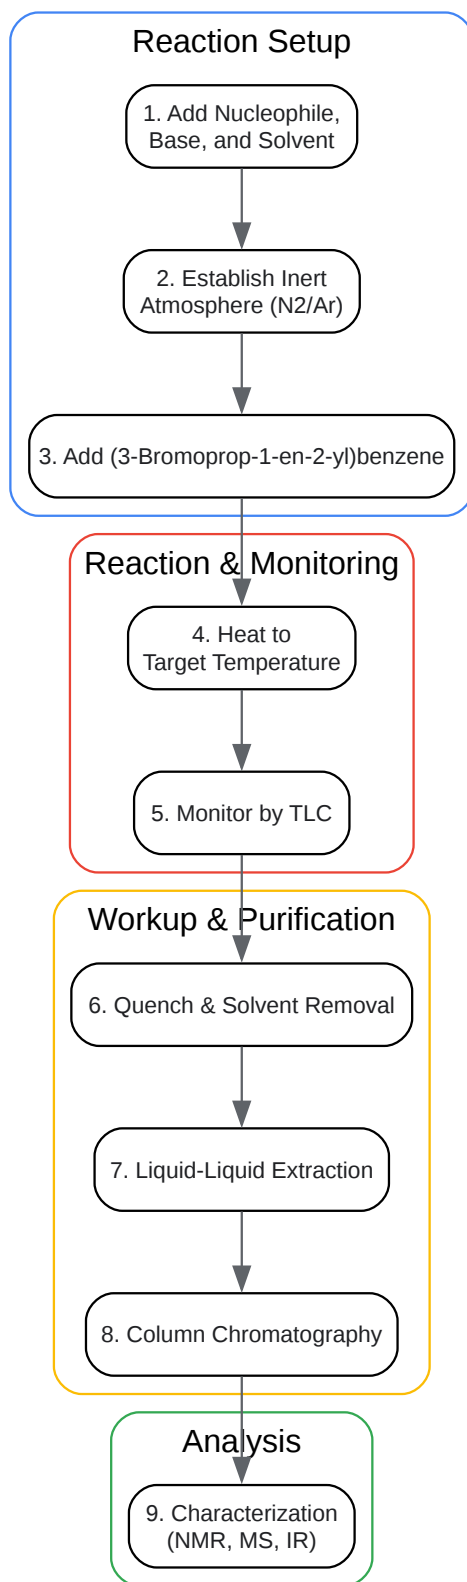 Reaction Setup
1. Add Nucleophile,
Base, and Solvent
2. Establish Inert
Atmosphere (N2/Ar)
3. Add (3-Bromoprop-1-en-2-yl)benzene
Reaction & Monitoring
4. Heat to
Target Temperature
5. Monitor by TLC
Workup & Purification
6. Quench & Solvent Removal
7. Liquid-Liquid Extraction
8. Column Chromatography
Analysis
9. Characterization
(NMR, MS, IR)